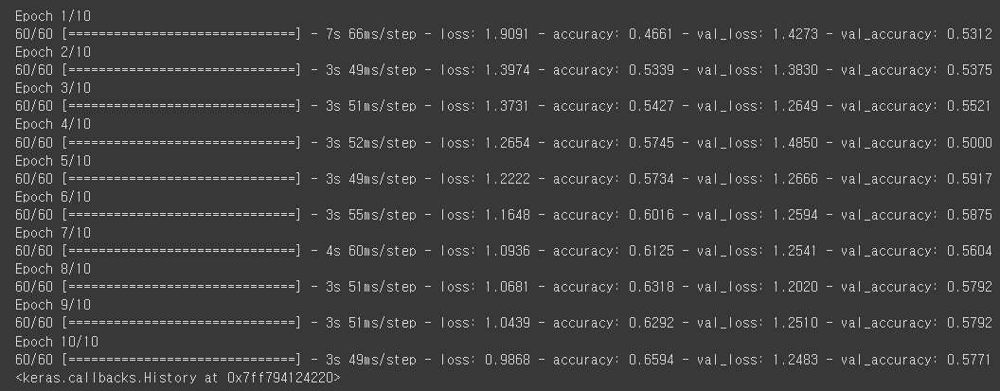 Epoch 1/10
60/60 [==============================] - 7s 66ms/step - loss: 1.9091 - accuracy: 0.4661 - val_loss: 1.4273 - val_accuracy: 0.5312
Epoch 2/10
60/60 [==============================] - 3s 49ms/step - loss: 1.3974 - accuracy: 0.5339 - val_loss: 1.3830 - val_accuracy: 0.5375
Epoch 3/10
60/60 [==============================] - 3s 51ms/step - loss: 1.3731 - accuracy: 0.5427 - val_loss: 1.2649 - val_accuracy: 0.5521
Epoch 4/10
60/60 [==============================] - 3s 52ms/step - loss: 1.2654 - accuracy: 0.5745 - val_loss: 1.4850 - val_accuracy: 0.5000
Epoch 5/10
60/60 [==============================] - 3s 49ms/step - loss: 1.2222 - accuracy: 0.5734 - val_loss: 1.2666 - val_accuracy: 0.5917
Epoch 6/10
60/60 [==============================] - 3s 55ms/step - loss: 1.1648 - accuracy: 0.6016 - val_loss: 1.2594 - val_accuracy: 0.5875
Epoch 7/10
60/60 [==============================] - 4s 60ms/step - loss: 1.0936 - accuracy: 0.6125 - val_loss: 1.2541 - val_accuracy: 0.5604
Epoch 8/10
60/60 [==============================] - 3s 51ms/step - loss: 1.0681 - accuracy: 0.6318 - val_loss: 1.2020 - val_accuracy: 0.5792
Epoch 9/10
60/60 [==============================] - 3s 51ms/step - loss: 1.0439 - accuracy: 0.6292 - val_loss: 1.2510 - val_accuracy: 0.5792
Epoch 10/10
60/60 [==============================] - 3s 49ms/step - loss: 0.9868 - accuracy: 0.6594 - val_loss: 1.2483 - val_accuracy: 0.5771
<keras.callbacks.History at 0x7ff794124220>